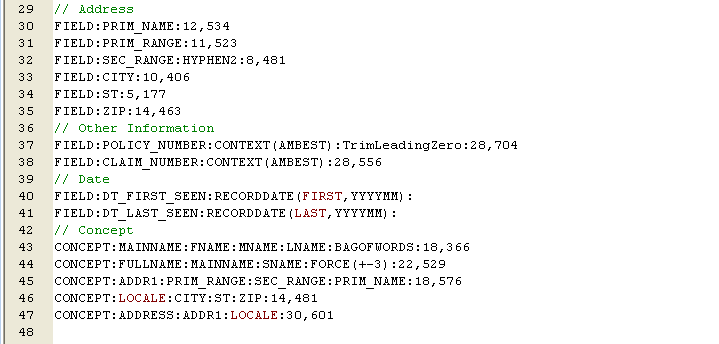 29 // Address
30 FIELD:PRIM_NAME:12,534
31 FIELD:PRIM_RANGE:11,523
32 FIELD:SEC_RANGE:HYPHEN2:8,481
33 FIELD:CITY:10,406
34 FIELD:ST:5,177
35 FIELD:ZIP:14,463
36 // Other Information
37 FIELD:POLICY_NUMBER:CONTEXT(AMBEST):TrimLeadingZero:28,704
38 FIELD:CLAIM_NUMBER:CONTEXT(AMBEST):28,556
39 // Date
40 FIELD:DT_FIRST_SEEN:RECORDDATE(FIRST,YYYYMM):
41 FIELD:DT_LAST_SEEN:RECORDDATE(LAST,YYYYMM):
42 // Concept
43 CONCEPT:MAINNAME:FNAME:MNAME:LNAME:BAGOFWORDS:18,366
44 CONCEPT:FULLNAME:MAINNAME:SNAME:FORCE(+-3):22,529
45 CONCEPT:ADDR1:PRIM_RANGE:SEC_RANGE:PRIM_NAME:18,576
46 CONCEPT:LOCALE:CITY:ST:ZIP:14,481
47 CONCEPT:ADDRESS:ADDR1:LOCALE:30,601
48